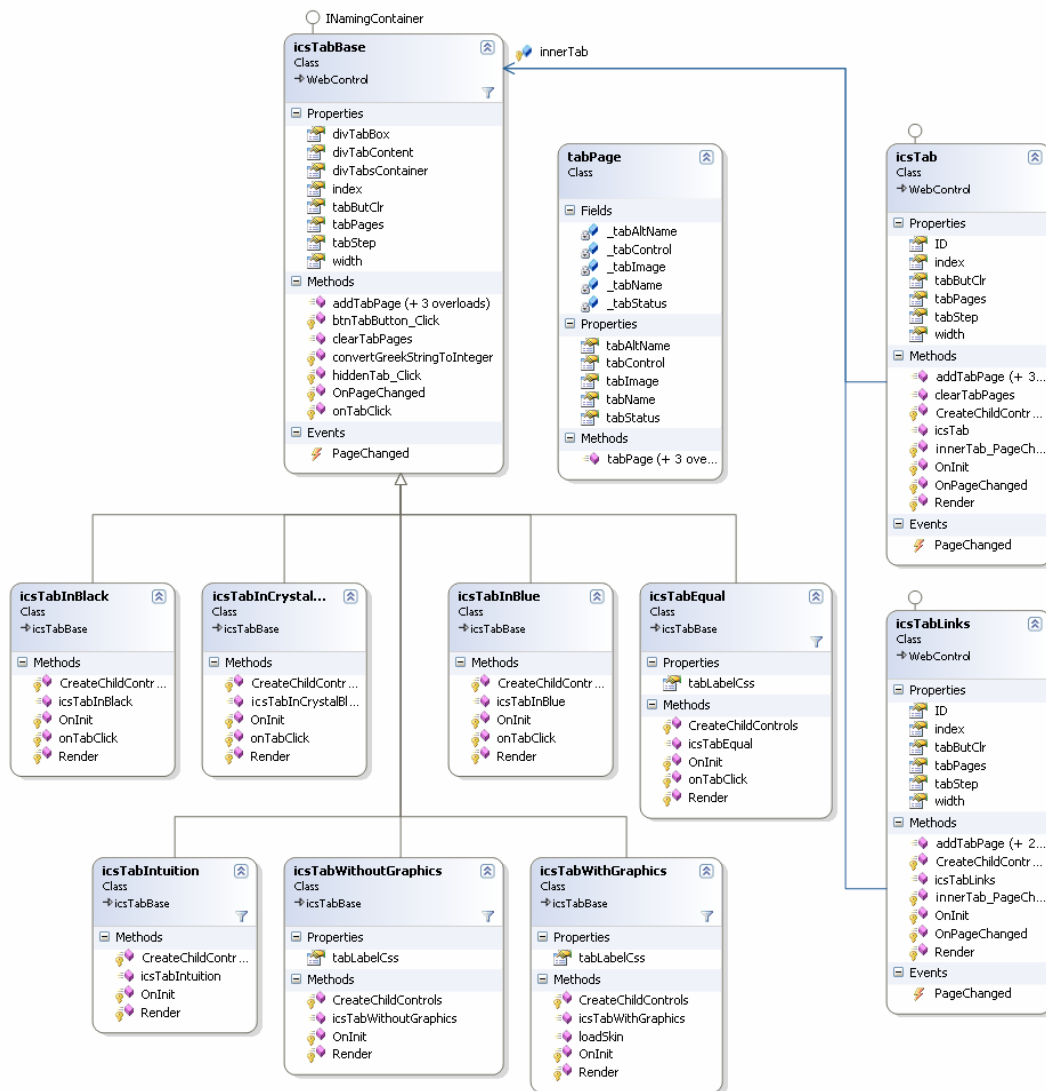 INamingContainer
icsTabBase
Class
WebControl
Properties
divTabBox
divTabContent
divTabsContainer
index
tabButClr
tabPages
tabStep
width
Methods
addTabPage (+ 3 overloads)
btnTabButton_Click
clearTabPages
convertGreekStringToInteger
hiddenTab_Click
OnPageChanged
onTabClick
Events
PageChanged
innerTab
tabPage
Class
Fields
_tabAltName
_tabControl
_tabImage
_tabName
_tabStatus
Properties
tabAltName
tabControl
tabImage
tabName
tabStatus
Methods
tabPage (+ 3 ove...
icsTab
Class
WebControl
Properties
ID
index
tabButClr
tabPages
tabStep
width
Methods
addTabPage (+ 3...
clearTabPages
CreateChildContr...
icsTab
innerTab_PageCh...
OnInit
OnPageChanged
Render
Events
PageChanged
icsTabInBlack
Class
icsTabBase
Methods
CreateChildContr...
icsTabInBlack
OnInit
onTabClick
Render
icsTabInCrystal...
Class
icsTabBase
Methods
CreateChildContr...
icsTabInCrystalBl...
OnInit
onTabClick
Render
icsTabInBlue
Class
icsTabBase
Methods
CreateChildContr...
icsTabInBlue
OnInit
onTabClick
Render
icsTabEqual
Class
icsTabBase
Properties
tabLabelCss
Methods
CreateChildControls
icsTabEqual
OnInit
onTabClick
Render
icsTabLinks
Class
WebControl
Properties
ID
index
tabButClr
tabPages
tabStep
width
Methods
addTabPage (+ 2...
CreateChildContr...
icsTabLinks
innerTab_PageCh...
OnInit
OnPageChanged
Render
Events
PageChanged
icsTabIntuition
Class
icsTabBase
Methods
CreateChildContr...
icsTabIntuition
OnInit
Render
icsTabWithoutGraphics
Class
icsTabBase
Properties
tabLabelCss
Methods
CreateChildControls
icsTabWithoutGraphics
OnInit
Render
icsTabWithGraphics
Class
icsTabBase
Properties
tabLabelCss
Methods
CreateChildControls
icsTabWithGraphics
loadSkin
OnInit
Render